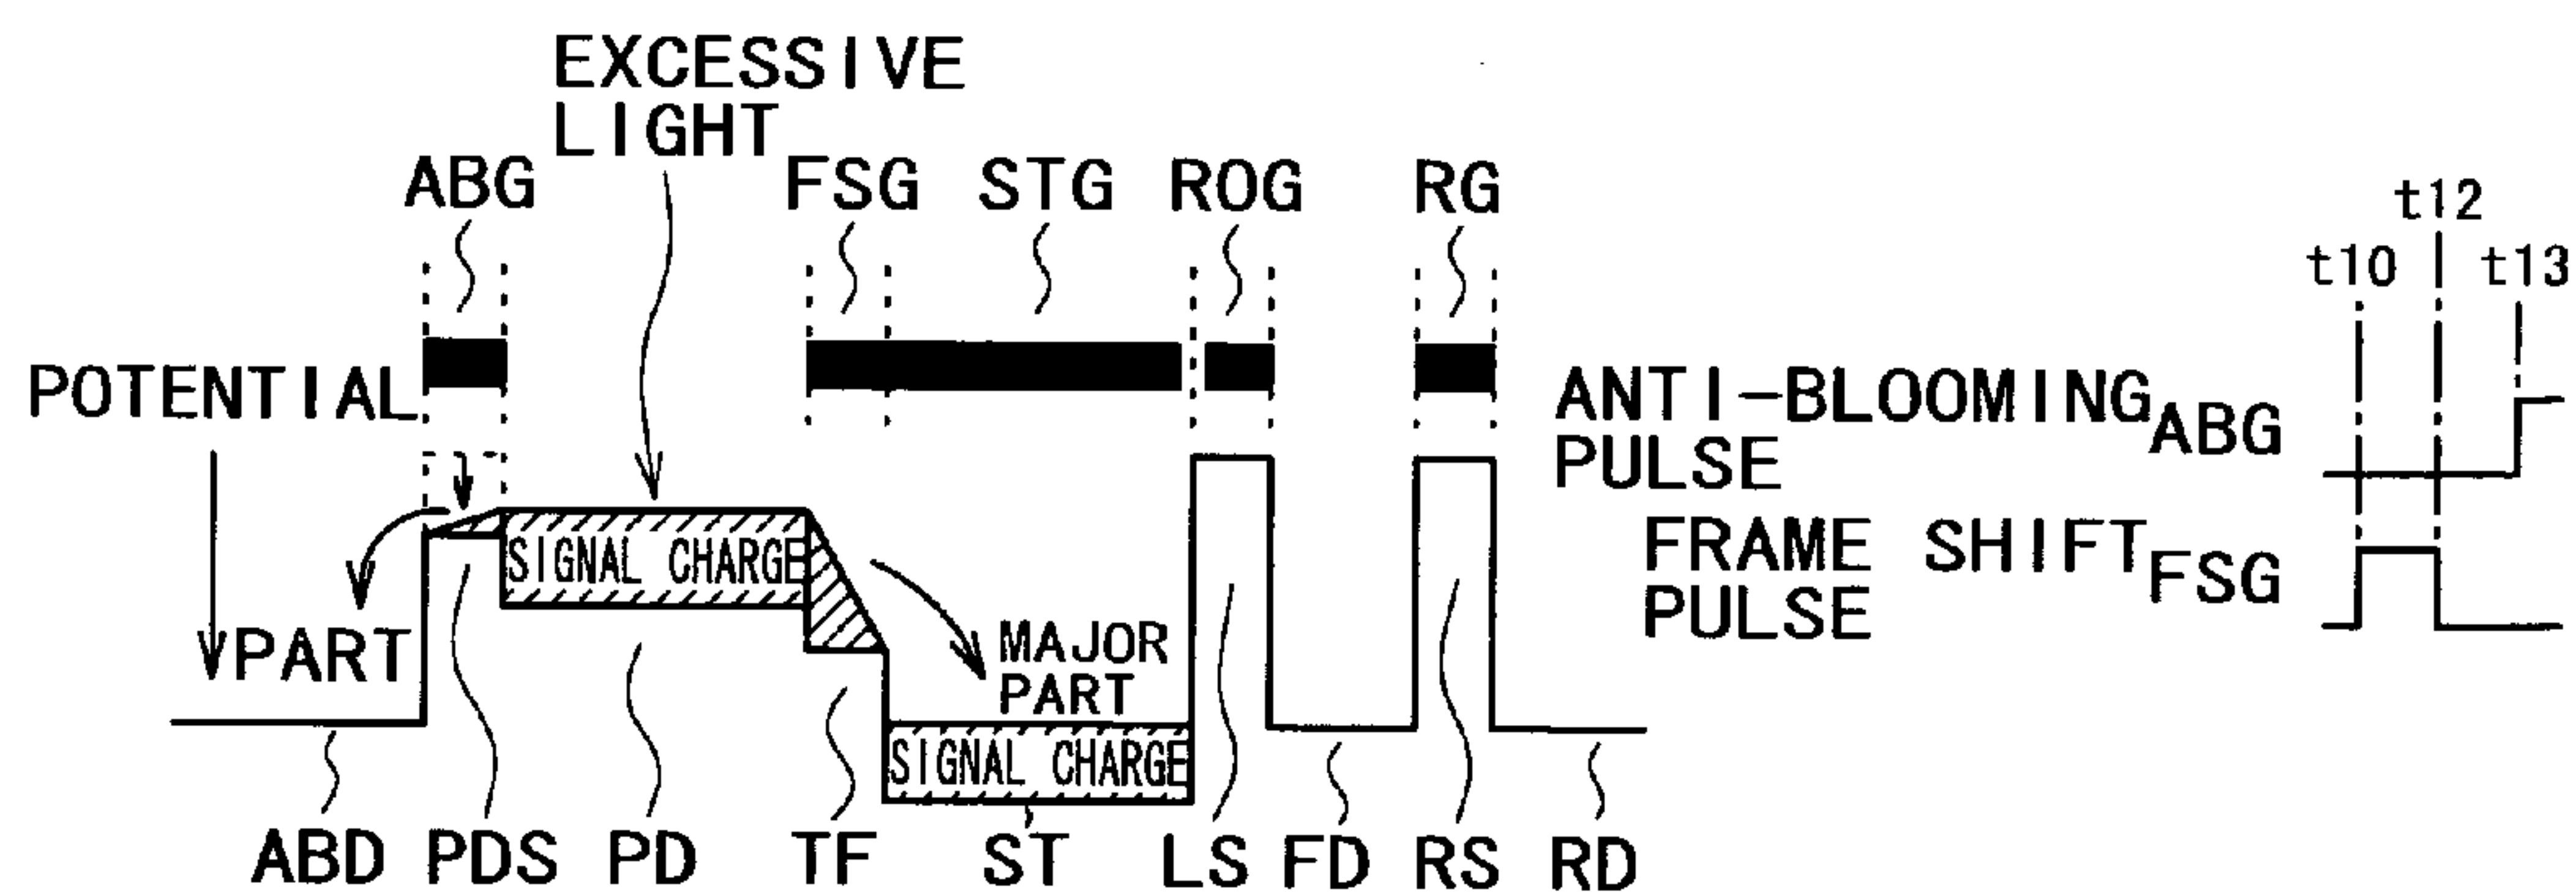 EXCESSIVE
LIGHT
ABG
FSG
STG
ROG
RG
t12
t10
t13
POTENTIAL
ANTI-BLOOMING ABG
PULSE
SIGNAL CHARGE
FRAME SHIFT FSG
PULSE
PART
MAJOR
PART
SIGNAL CHARGE
ABD
PDS
PD
TF
ST
LS
FD
RS
RD